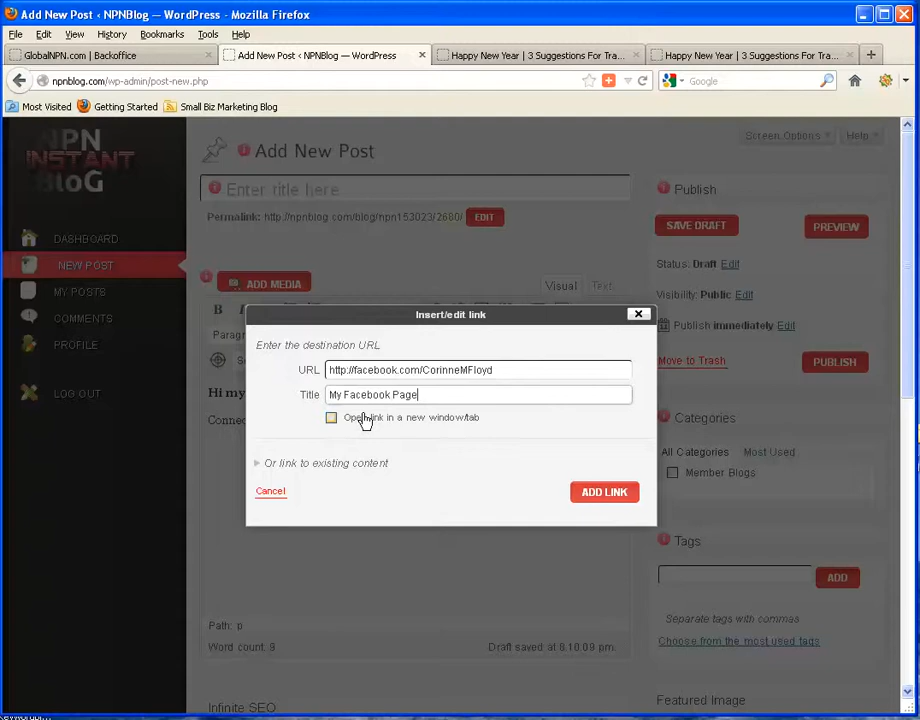 Add New Post ‹ NPNBlog — WordPress - Mozilla Firefox
File Edit View History Bookmarks Tools Help
GlobalNPN.com | Backoffice
Add New Post ‹ NPNBlog — WordPress
Happy New Year | 3 Suggestions For Tra...
Happy New Year | 3 Suggestions For Tra...
npnblog.com/wp-admin/post-new.php
Google
Most Visited
Getting Started
Small Biz Marketing Blog
NPN
INSTANT
BLOG
Screen Options
Help
Add New Post
Enter title here
Permalink: http://npnblog.com/blog/npn153023/2680/ EDIT
DASHBOARD
NEW POST
MY POSTS
COMMENTS
PROFILE
LOG OUT
ADD MEDIA
Visual
Text
B
Paragr
Hi my
Connec
Insert/edit link
Enter the destination URL
URL http://facebook.com/CorinneMFloyd
Title My Facebook Page
Open link in a new window/tab
Or link to existing content
Cancel
ADD LINK
Path: p
Word count: 9
Draft saved at 8:10:09 pm.
Infinite SEO
Publish
SAVE DRAFT
PREVIEW
Status: Draft Edit
Visibility: Public Edit
Publish immediately Edit
Move to Trash
PUBLISH
Categories
All Categories
Most Used
Member Blogs
Tags
ADD
Separate tags with commas
Choose from the most used tags
Featured Image